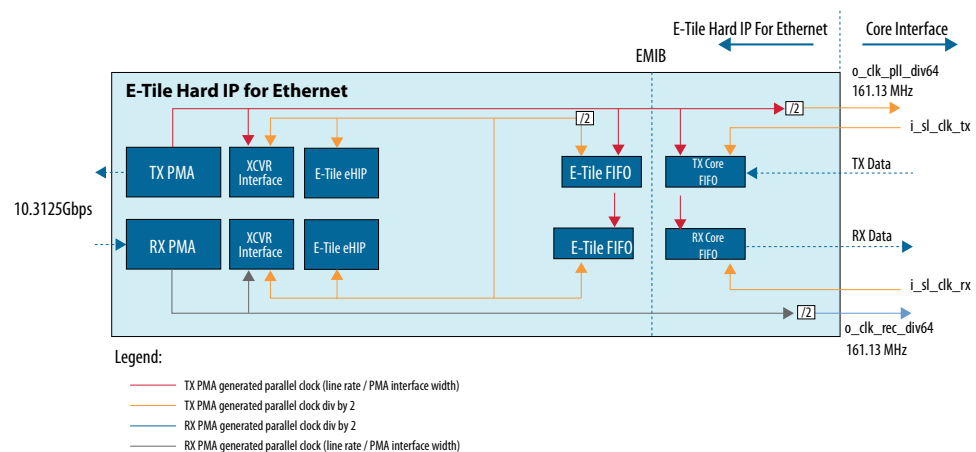 E-Tile Hard IP For Ethernet
Core Interface
EMIB
o_clk_pll_div64
161.13 MHz
E-Tile Hard IP for Ethernet
/2
/2
i_sl_clk_tx
TX PMA
XCVR
Interface
E-Tile eHIP
E-Tile FIFO
TX Core
FIFO
TX Data
10.3125Gbps
RX PMA
XCVR
Interface
E-Tile eHIP
E-Tile FIFO
RX Core
FIFO
RX Data
i_sl_clk_rx
/2
o_clk_rec_div64
161.13 MHz
Legend:
TX PMA generated parallel clock (line rate / PMA interface width)
TX PMA generated parallel clock div by 2
RX PMA generated parallel clock div by 2
RX PMA generated parallel clock (line rate / PMA interface width)